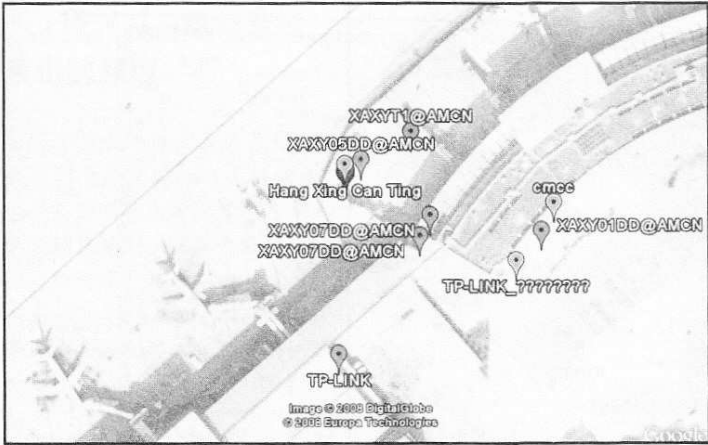 XAXYT1@AMCN
XAXY05DD@AMCN
Hang Xing Can Ting
cmcc
XAXY07DD@AMCN
XAXY01DD@AMCN
XAXY07DD@AMCN
TP-LINK_????????
TP-LINK
Image © 2008 DigitalGlobe
© 2008 Europa Technologies
Google